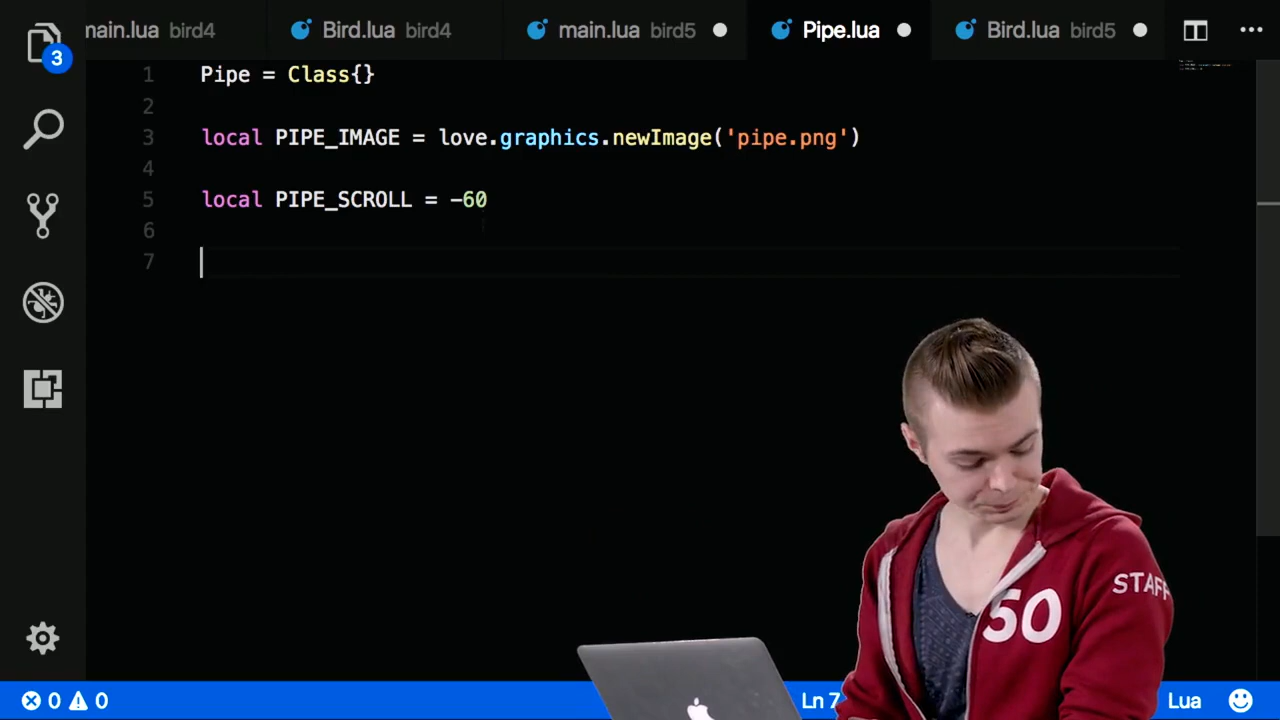 main.lua bird4 Bird.lua bird4 main.lua bird5 Pipe.lua Bird.lua bird5
3
1 Pipe = Class{}
2
3 local PIPE_IMAGE = love.graphics.newImage('pipe.png')
4
5 local PIPE_SCROLL = -60
6
7
STAFF
50
0 0 Ln 7 Lua